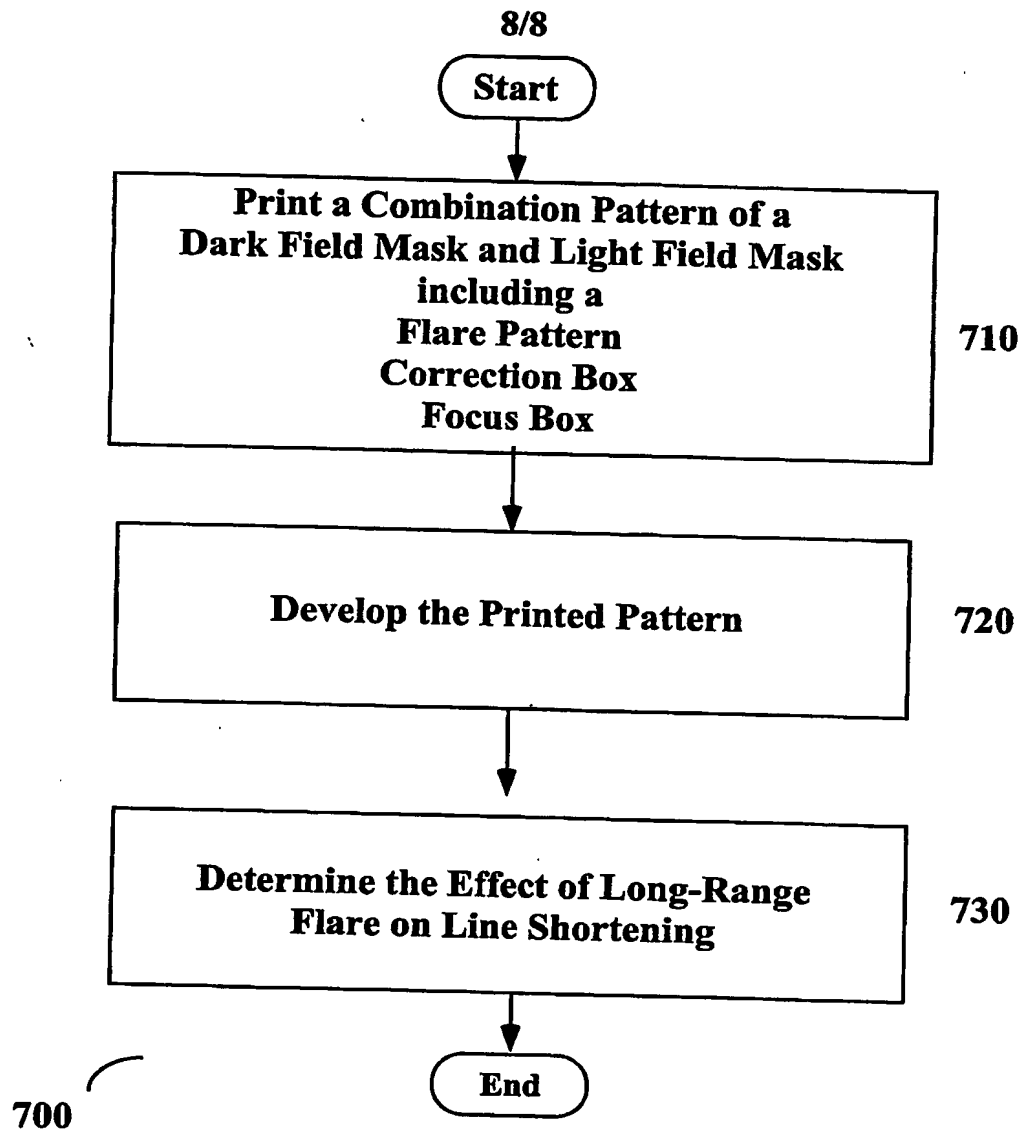 8/8
Start
Print a Combination Pattern of a
Dark Field Mask and Light Field Mask
including a
Flare Pattern
Correction Box
Focus Box
710
Develop the Printed Pattern
720
Determine the Effect of Long-Range
Flare on Line Shortening
730
End
700